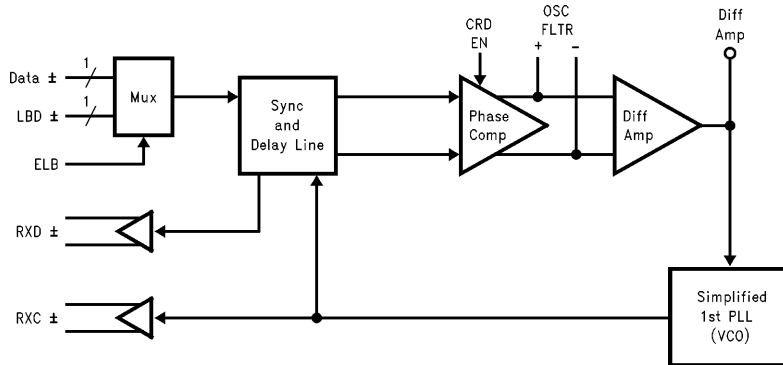 CRD
EN
OSC
FLTR
+ -
Diff
Amp
Data ±
1
LBD ±
1
ELB
Mux
Sync
and
Delay Line
Phase
Comp
Diff
Amp
RXD ±
RXC ±
Simplified
1st PLL
(VCO)